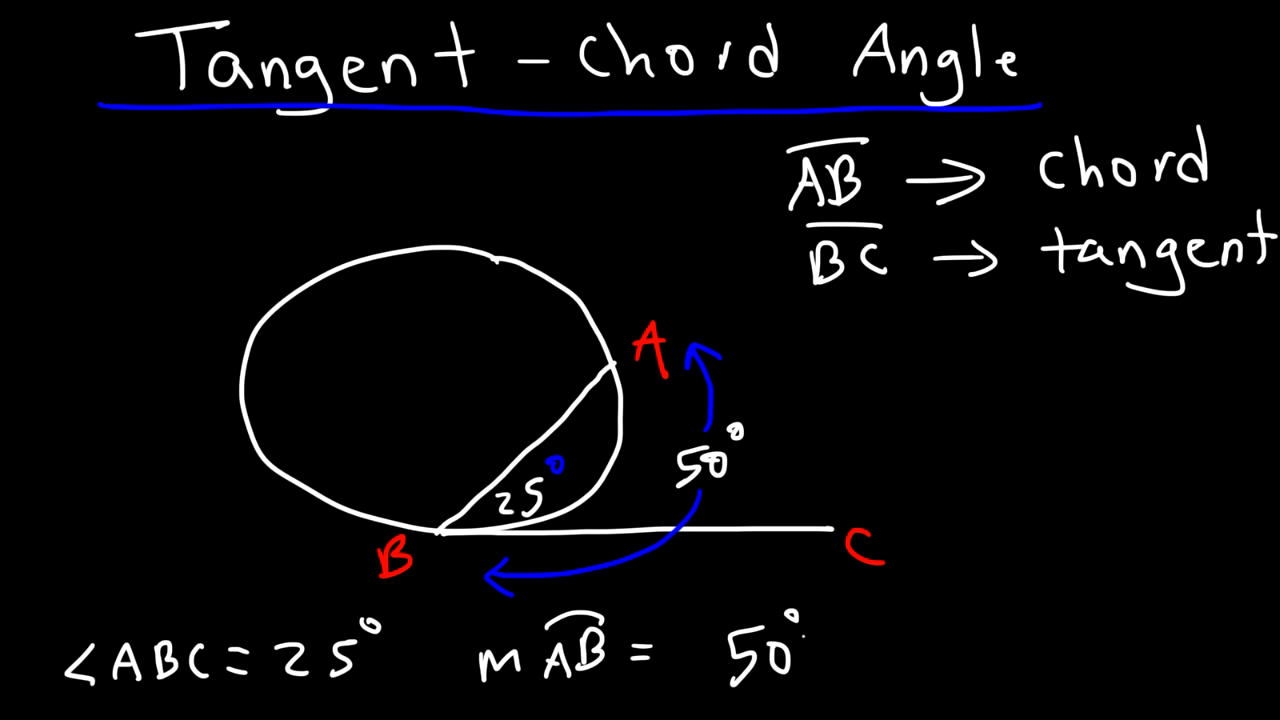 Tangent - Chord Angle
AB → chord
BC → tangent
A
50°
25°
B
C
∠ABC = 25° mAB = 50°